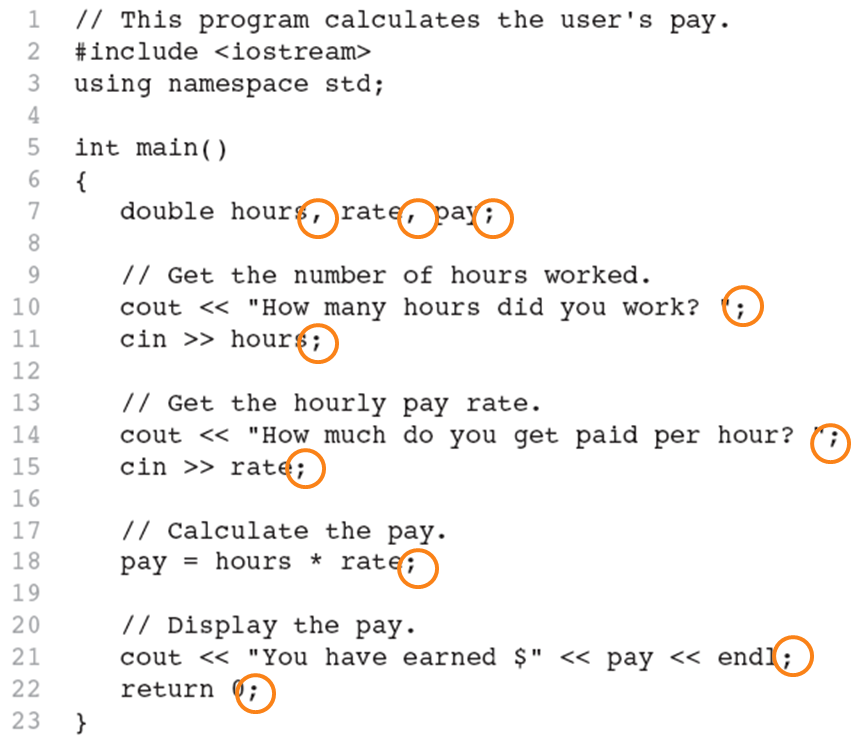 1 // This program calculates the user's pay.
2 #include <iostream>
3 using namespace std;
4
5 int main()
6 {
7 double hours, rate, pay;
8
9 // Get the number of hours worked.
10 cout << "How many hours did you work? ";
11 cin >> hours;
12
13 // Get the hourly pay rate.
14 cout << "How much do you get paid per hour? ";
15 cin >> rate;
16
17 // Calculate the pay.
18 pay = hours * rate;
19
20 // Display the pay.
21 cout << "You have earned $" << pay << endl;
22 return 0;
23 }